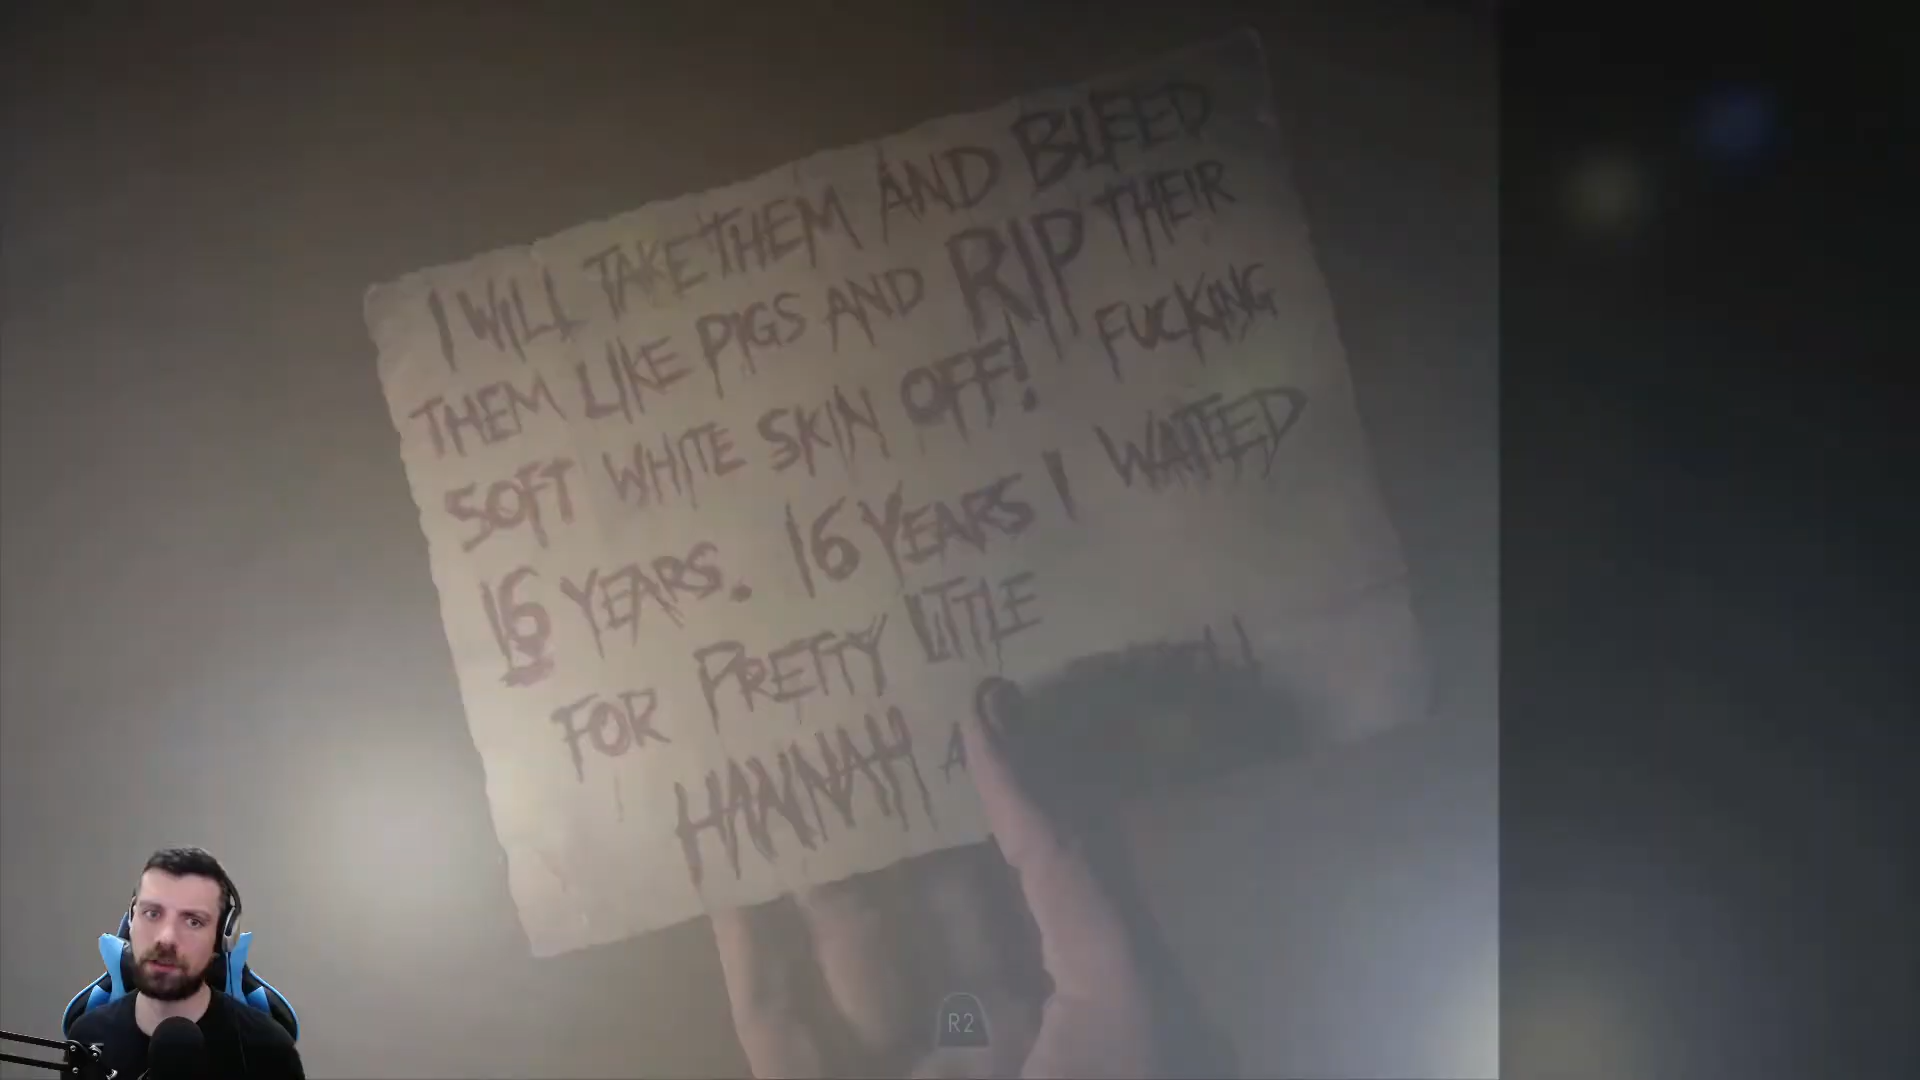 I WILL TAKE THEM AND BLEED
THEM LIKE PIGS AND RIP THEIR
SOFT WHITE SKIN OFF! FUCKING
16 YEARS. 16 YEARS I WAITED
FOR PRETTY LITTLE
HANNAH
R2